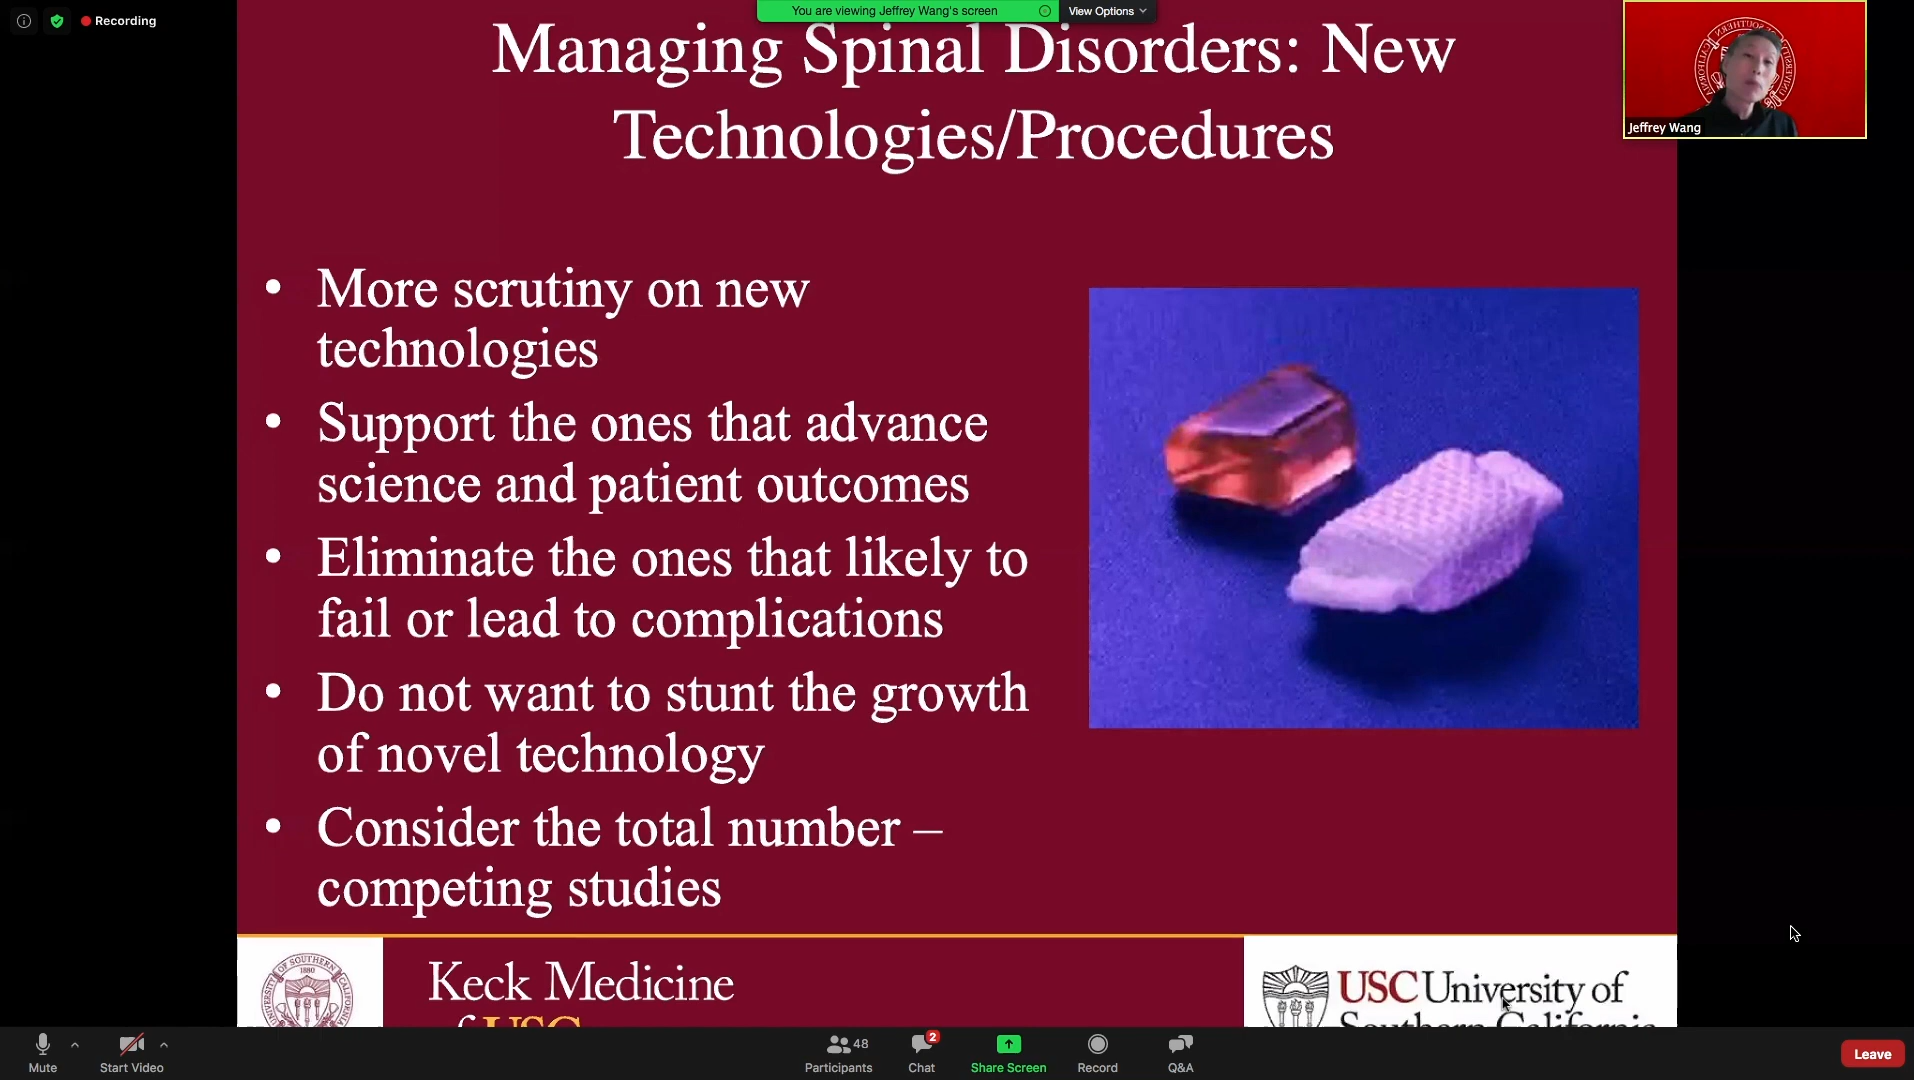 Recording
You are viewing Jeffrey Wang's screen
View Options
Managing Spinal Disorders: New
Technologies/Procedures
Jeffrey Wang
• More scrutiny on new
technologies
• Support the ones that advance
science and patient outcomes
• Eliminate the ones that likely to
fail or lead to complications
• Do not want to stunt the growth
of novel technology
• Consider the total number –
competing studies
Keck Medicine
of USC
USC University of
Southern California
Mute
Start Video
48
Participants
2
Chat
Share Screen
Record
Q&A
Leave